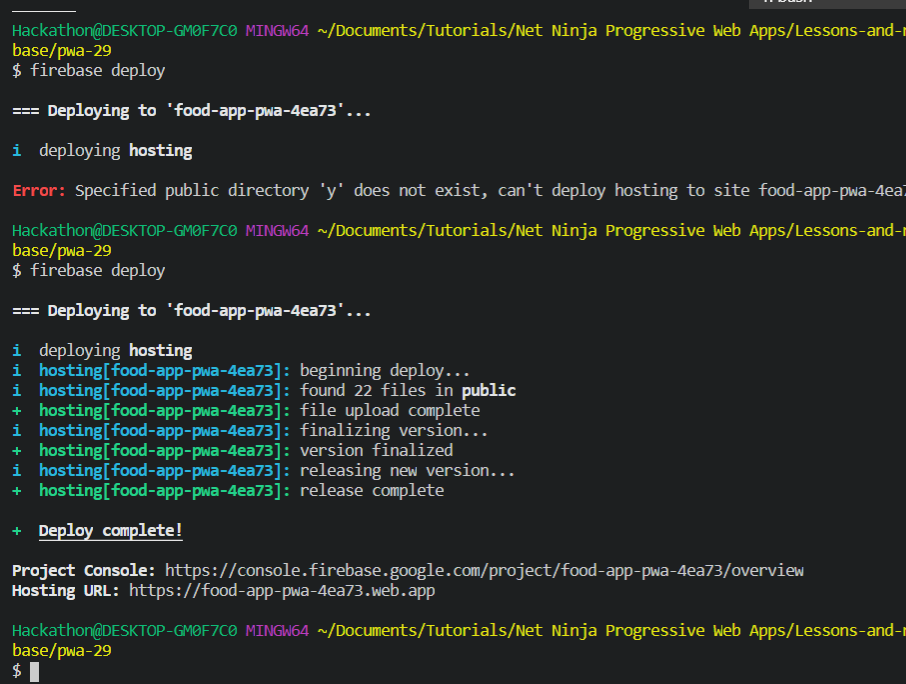 Hackathon@DESKTOP-GM0F7C0 MINGW64 ~/Documents/Tutorials/Net Ninja Progressive Web Apps/Lessons-and-
base/pwa-29
$ firebase deploy
=== Deploying to 'food-app-pwa-4ea73'...
i deploying hosting
Error: Specified public directory 'y' does not exist, can't deploy hosting to site food-app-pwa-4ea7
Hackathon@DESKTOP-GM0F7C0 MINGW64 ~/Documents/Tutorials/Net Ninja Progressive Web Apps/Lessons-and-
base/pwa-29
$ firebase deploy
=== Deploying to 'food-app-pwa-4ea73'...
i deploying hosting
i hosting[food-app-pwa-4ea73]: beginning deploy...
i hosting[food-app-pwa-4ea73]: found 22 files in public
+ hosting[food-app-pwa-4ea73]: file upload complete
i hosting[food-app-pwa-4ea73]: finalizing version...
+ hosting[food-app-pwa-4ea73]: version finalized
i hosting[food-app-pwa-4ea73]: releasing new version...
+ hosting[food-app-pwa-4ea73]: release complete
+ Deploy complete!
Project Console: https://console.firebase.google.com/project/food-app-pwa-4ea73/overview
Hosting URL: https://food-app-pwa-4ea73.web.app
Hackathon@DESKTOP-GM0F7C0 MINGW64 ~/Documents/Tutorials/Net Ninja Progressive Web Apps/Lessons-and-
base/pwa-29
$